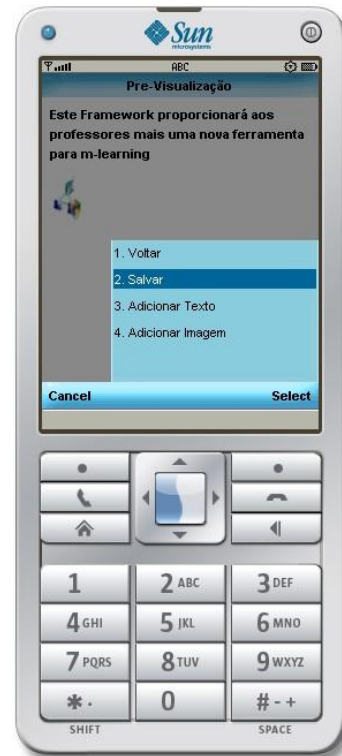 Sun
microsystems
ABC
Pre-Visualização
Este Framework proporcionará aos
professores mais uma nova ferramenta
para m-learning
1. Voltar
2. Salvar
3. Adicionar Texto
4. Adicionar Imagem
Cancel Select
1 2 ABC 3 DEF
4 GHI 5 JKL 6 MNO
7 PQRS 8 TUV 9 WXYZ
* . 0 # - +
SHIFT SPACE